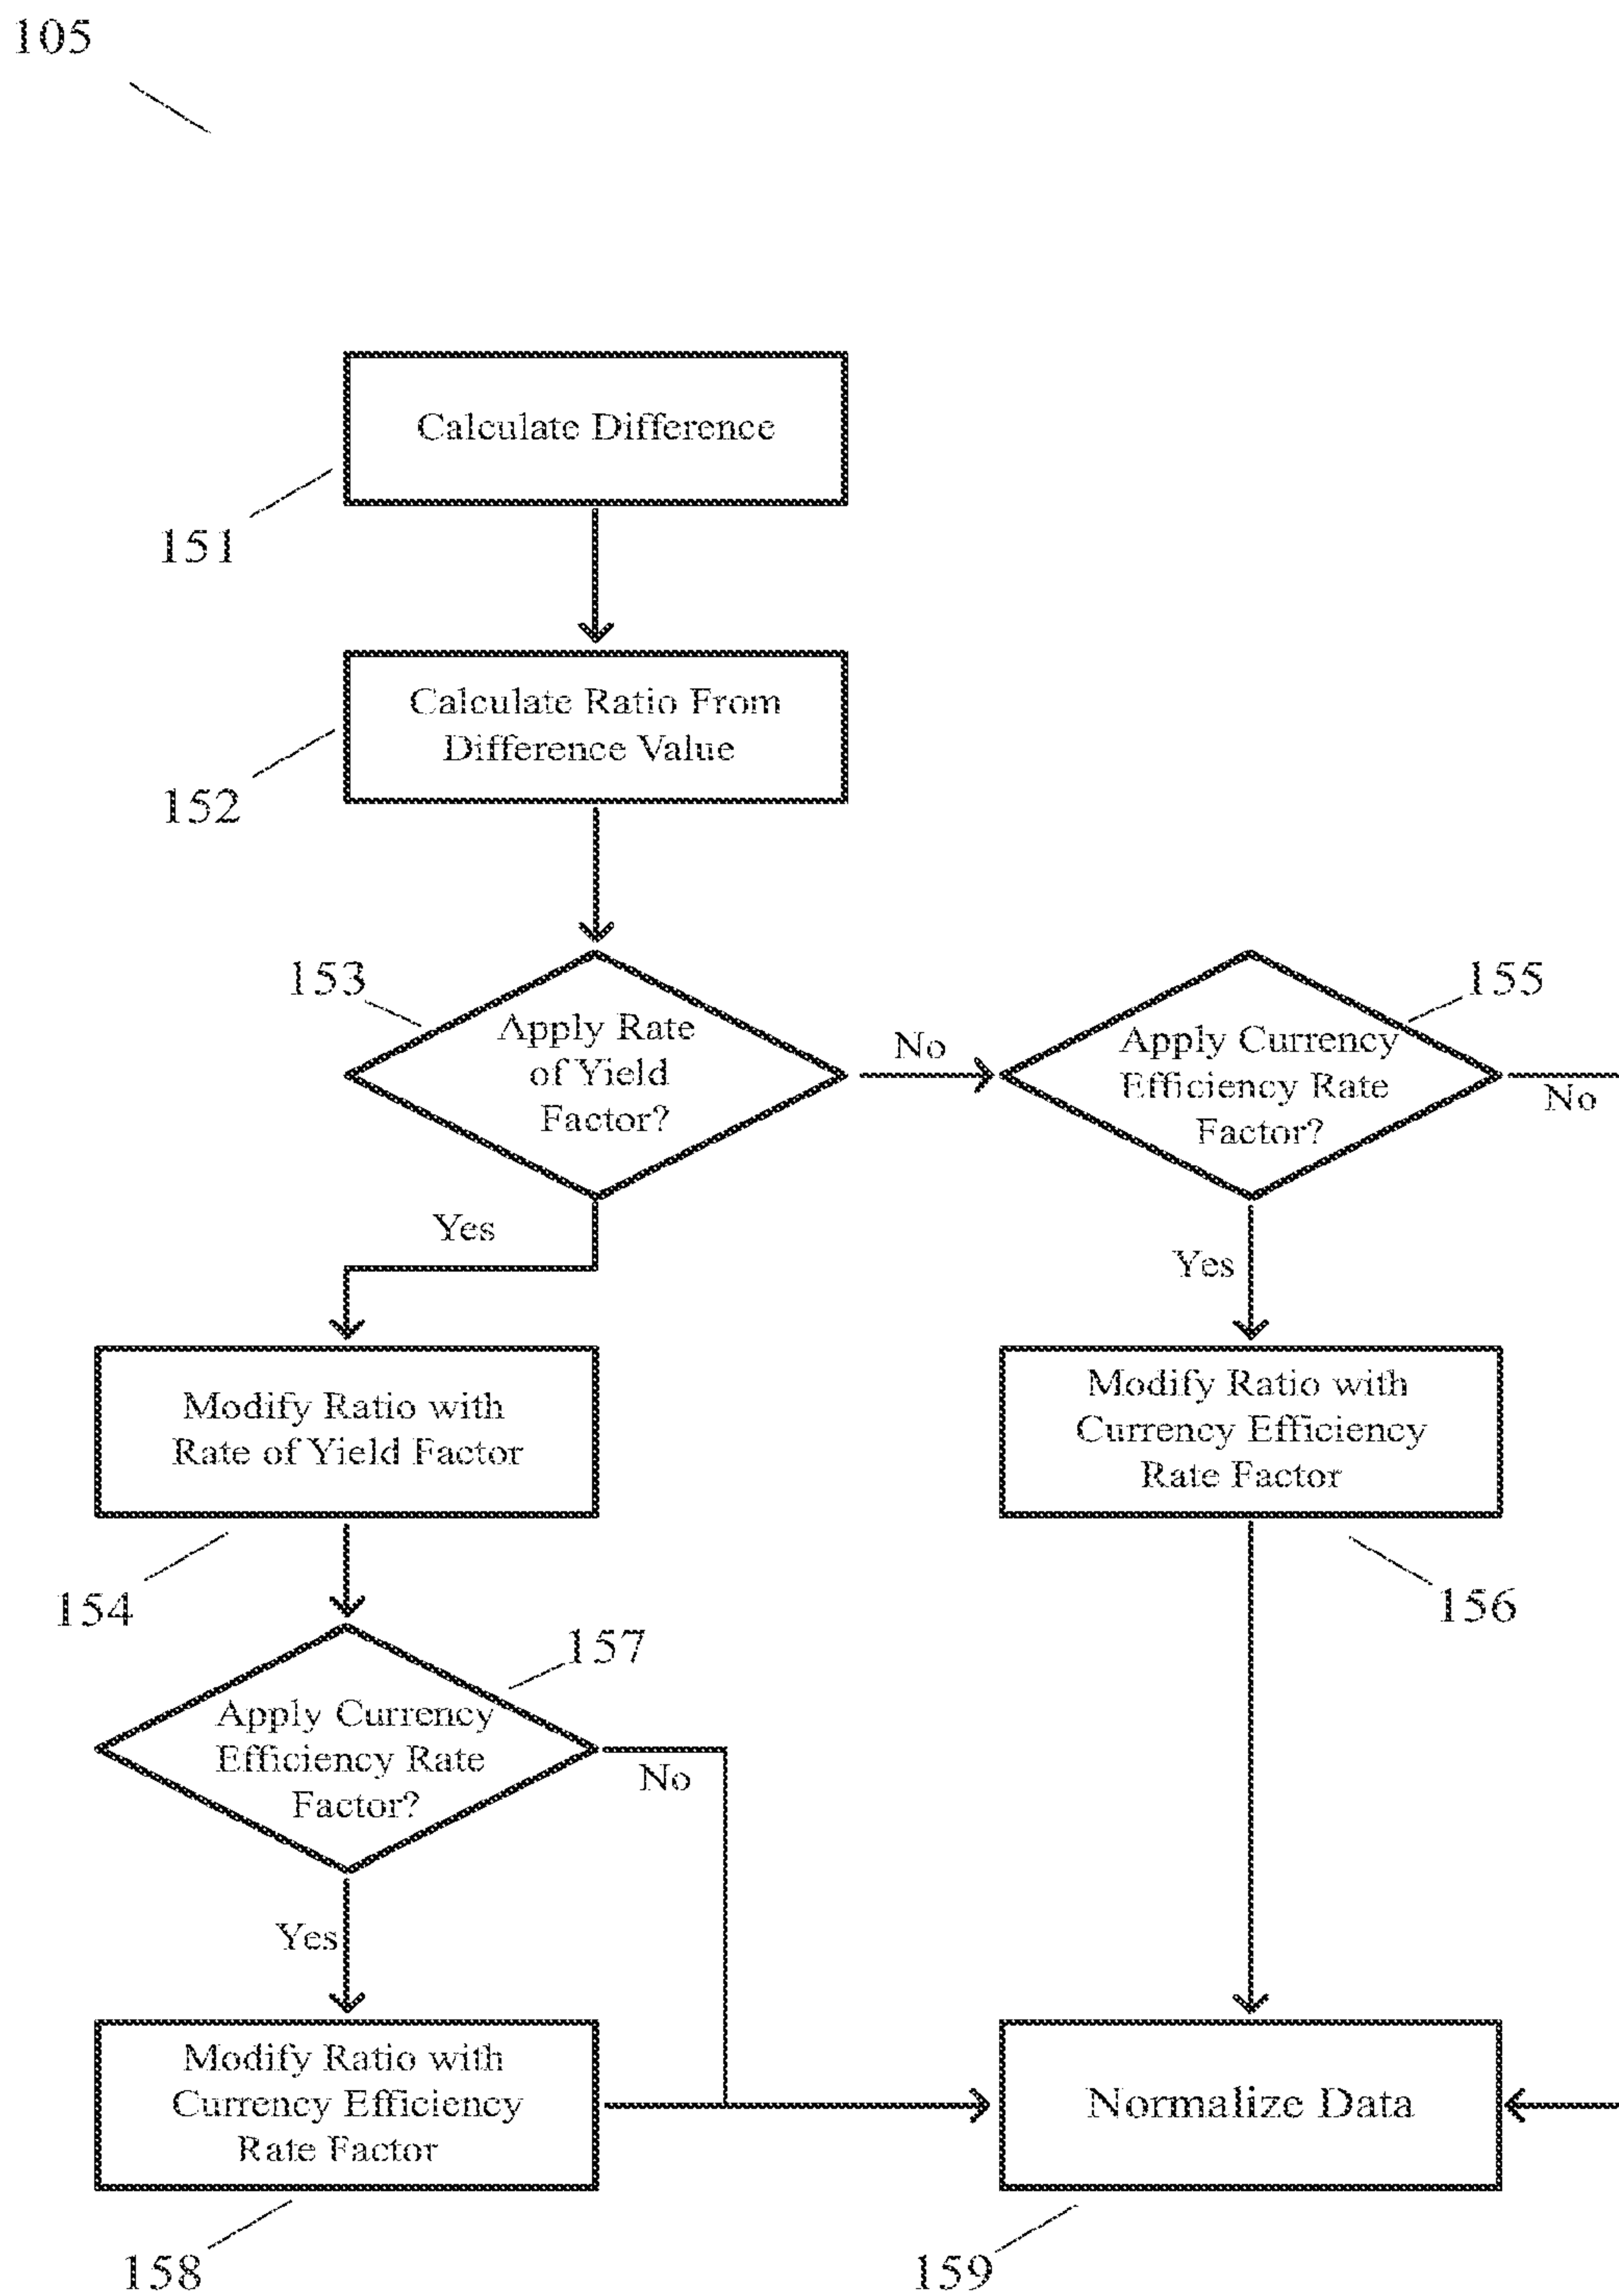 105
Calculate Difference
151
Calculate Ratio From
Difference Value
152
153
Apply Rate
of Yield
Factor?
No
155
Apply Currency
Efficiency Rate
Factor?
No
Yes
Yes
Modify Ratio with
Rate of Yield Factor
154
Modify Ratio with
Currency Efficiency
Rate Factor
156
157
Apply Currency
Efficiency Rate
Factor?
No
Yes
Modify Ratio with
Currency Efficiency
Rate Factor
158
Normalize Data
159